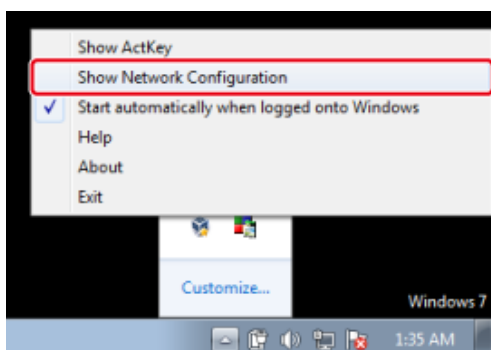 Show ActKey
Show Network Configuration
Start automatically when logged onto Windows
Help
About
Exit
Customize...
Windows 7
1:35 AM